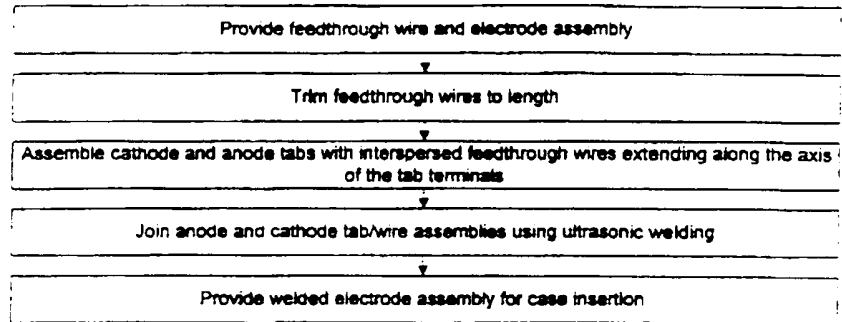 Provide feedthrough wire and electrode assembly
Trim feedthrough wires to length
Assemble cathode and anode tabs with interspersed feedthrough wires extending along the axis
of the tab terminals
Join anode and cathode tab/wire assemblies using ultrasonic welding
Provide welded electrode assembly for case insertion